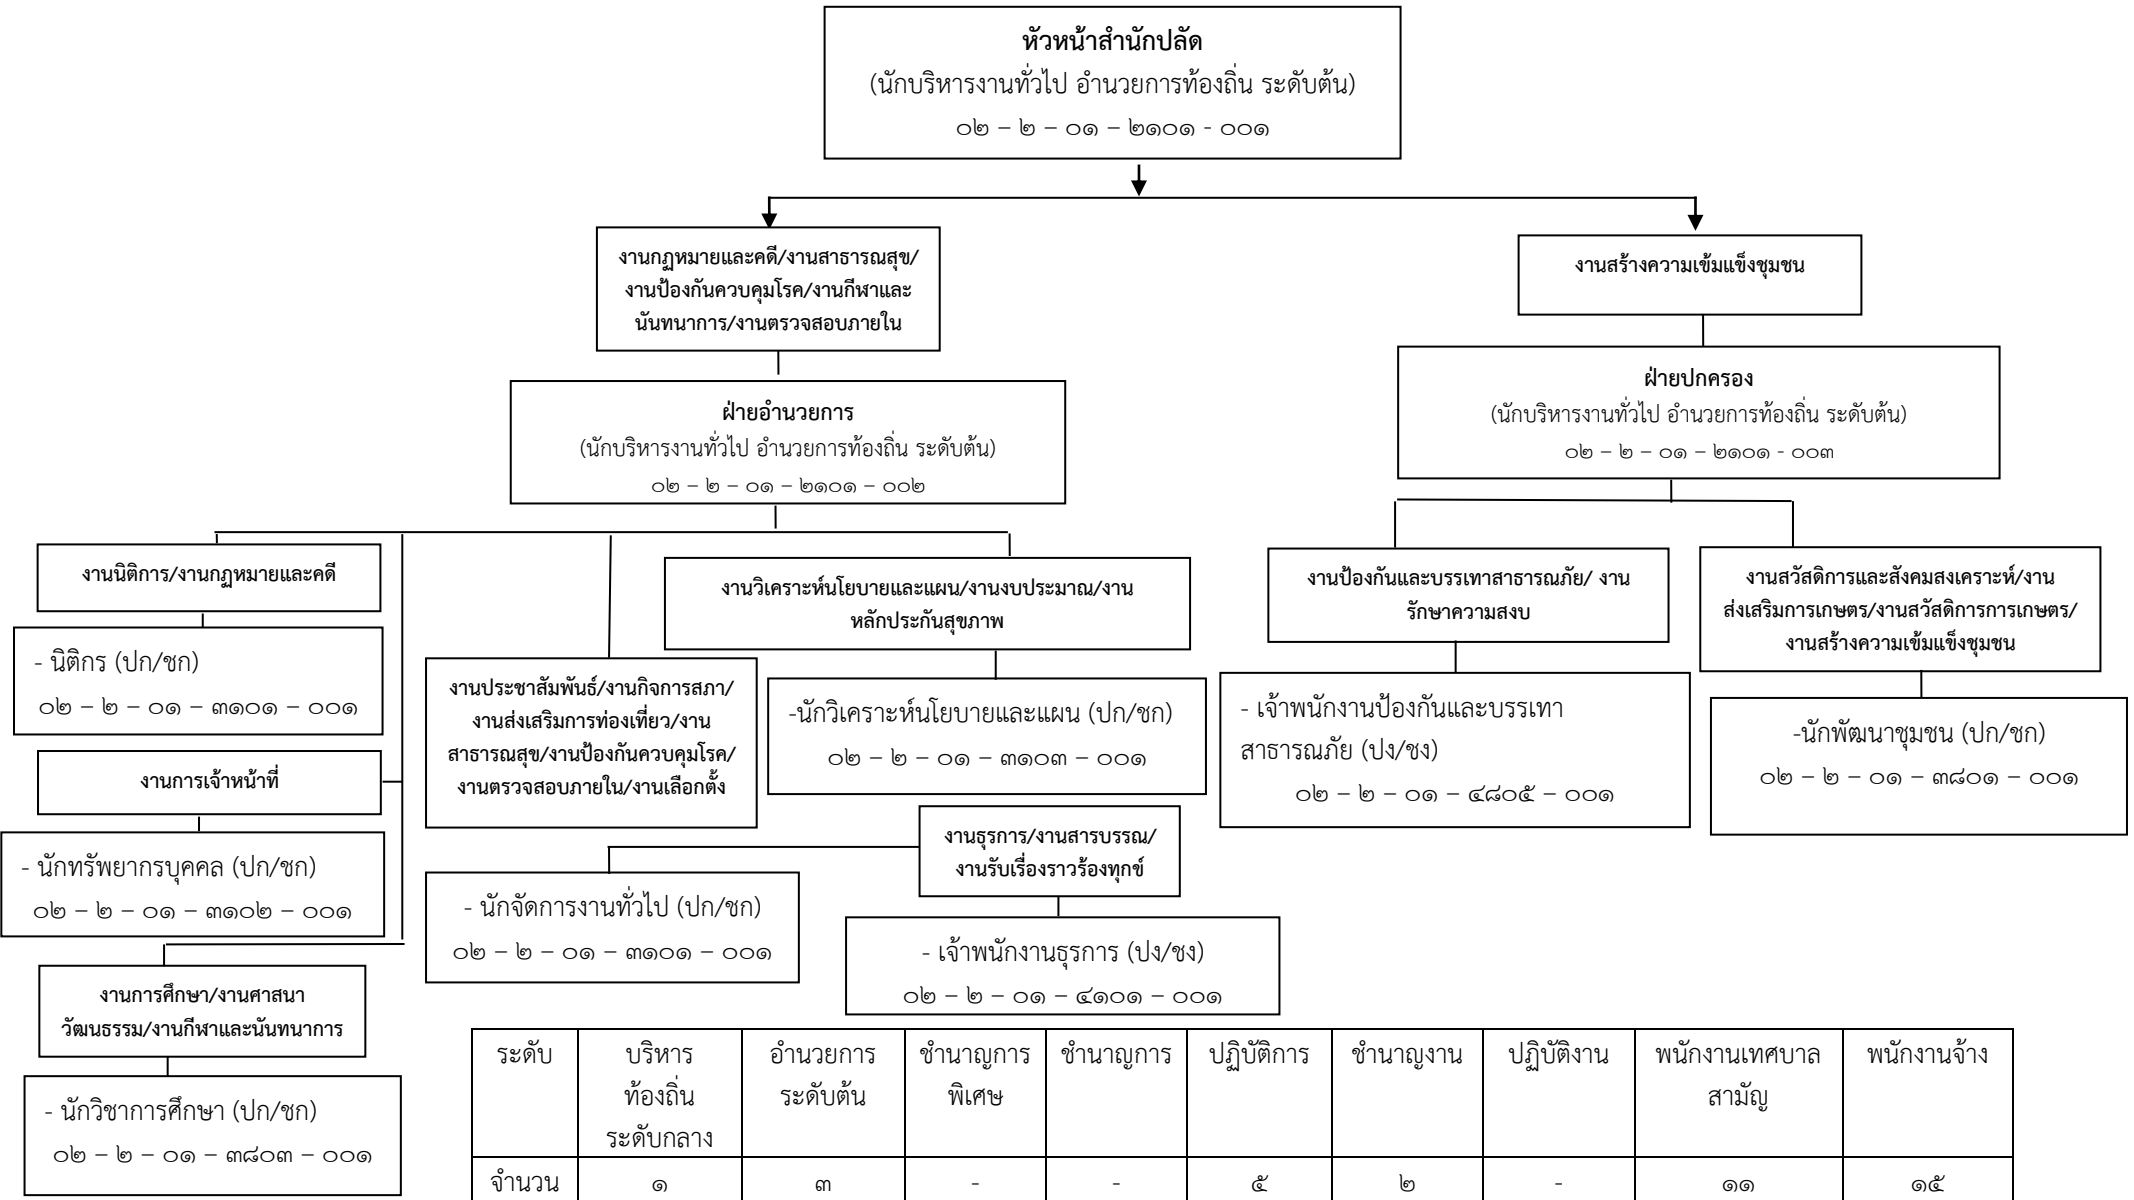 หัวหน้าสำนักปลัด
(นักบริหารงานทั่วไป อำนวยการท้องถิ่น ระดับต้น)
๐๒ – ๒ – ๐๑ – ๒๑๐๑ - ๐๐๑
งานกฏหมายและคดี/งานสาธารณสุข/
งานป้องกันควบคุมโรค/งานกีฬาและ
นันทนาการ/งานตรวจสอบภายใน
งานสร้างความเข้มแข็งชุมชน
ฝ่ายอำนวยการ
(นักบริหารงานทั่วไป อำนวยการท้องถิ่น ระดับต้น)
๐๒ – ๒ – ๐๑ – ๒๑๐๑ – ๐๐๒
ฝ่ายปกครอง
(นักบริหารงานทั่วไป อำนวยการท้องถิ่น ระดับต้น)
๐๒ – ๒ – ๐๑ – ๒๑๐๑ - ๐๐๓
งานนิติการ/งานกฏหมายและคดี
- นิติกร (ปก/ชก)
๐๒ – ๒ – ๐๑ – ๓๑๐๑ – ๐๐๑
งานการเจ้าหน้าที่
- นักทรัพยากรบุคคล (ปก/ชก)
๐๒ – ๒ – ๐๑ – ๓๑๐๒ – ๐๐๑
งานการศึกษา/งานศาสนา
วัฒนธรรม/งานกีฬาและนันทนาการ
- นักวิชาการศึกษา (ปก/ชก)
๐๒ – ๒ – ๐๑ – ๓๘๐๓ – ๐๐๑
งานประชาสัมพันธ์/งานกิจการสภา/
งานส่งเสริมการท่องเที่ยว/งาน
สาธารณสุข/งานป้องกันควบคุมโรค/
งานตรวจสอบภายใน/งานเลือกตั้ง
- นักจัดการงานทั่วไป (ปก/ชก)
๐๒ – ๒ – ๐๑ – ๓๑๐๑ – ๐๐๑
งานวิเคราะห์นโยบายและแผน/งานงบประมาณ/งาน
หลักประกันสุขภาพ
-นักวิเคราะห์นโยบายและแผน (ปก/ชก)
๐๒ – ๒ – ๐๑ – ๓๑๐๓ – ๐๐๑
งานธุรการ/งานสารบรรณ/
งานรับเรื่องราวร้องทุกข์
- เจ้าพนักงานธุรการ (ปง/ชง)
๐๒ – ๒ – ๐๑ – ๔๑๐๑ – ๐๐๑
งานป้องกันและบรรเทาสาธารณภัย/ งาน
รักษาความสงบ
- เจ้าพนักงานป้องกันและบรรเทา
สาธารณภัย (ปง/ชง)
๐๒ – ๒ – ๐๑ – ๔๘๐๕ – ๐๐๑
งานสวัสดิการและสังคมสงเคราะห์/งาน
ส่งเสริมการเกษตร/งานสวัสดิการการเกษตร/
งานสร้างความเข้มแข็งชุมชน
-นักพัฒนาชุมชน (ปก/ชก)
๐๒ – ๒ – ๐๑ – ๓๘๐๑ – ๐๐๑
ระดับ บริหาร อำนวยการ ชำนาญการ ชำนาญการ ปฏิบัติการ ชำนาญงาน ปฏิบัติงาน พนักงานเทศบาล พนักงานจ้าง
ท้องถิ่น ระดับต้น พิเศษ สามัญ
ระดับกลาง
จำนวน ๑ ๓ - - ๕ ๒ - ๑๑ ๑๕